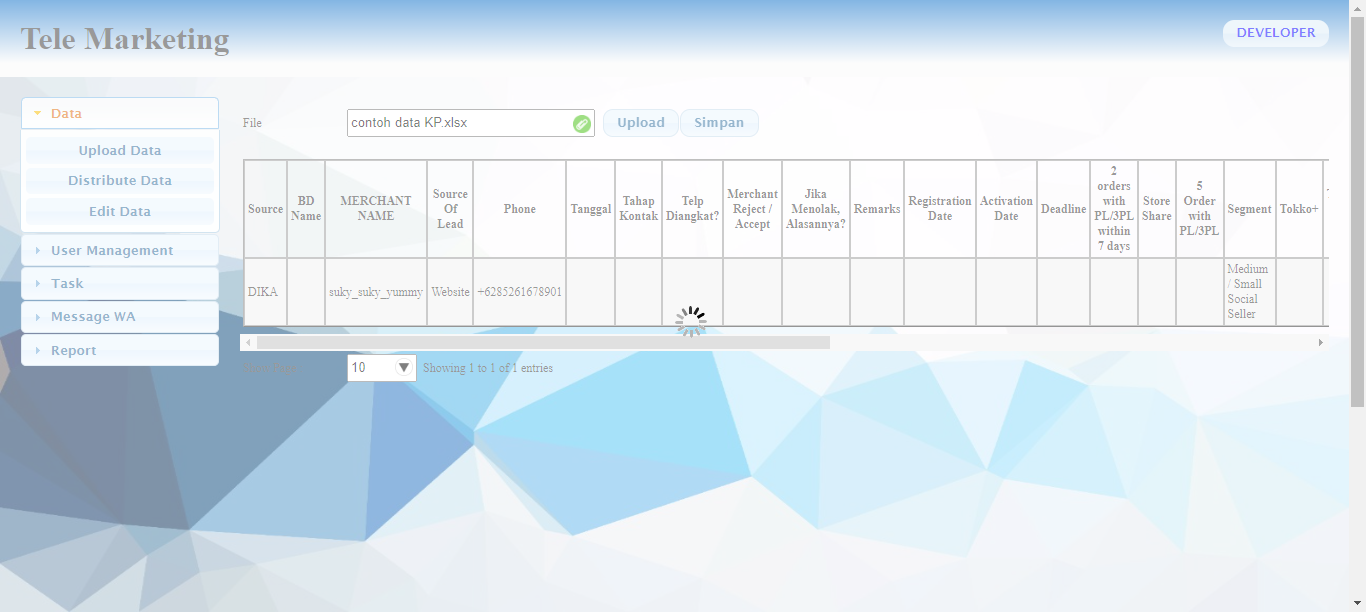 Tele Marketing
DEVELOPER
Data
Upload Data
Distribute Data
Edit Data
User Management
Task
Message WA
Report
File
contoh data KP.xlsx
Upload
Simpan
Source
BD
Name
MERCHANT
NAME
Source
Of
Lead
Phone
Tanggal
Tahap
Kontak
Telp
Diangkat?
Merchant
Reject /
Accept
Jika
Menolak,
Alasannya?
Remarks
Registration
Date
Activation
Date
Deadline
2
orders
with
PL/3PL
within
7 days
Store
Share
5
Order
with
PL/3PL
Segment
Tokko+
DIKA
suky_suky_yummy
Website
+6285261678901
Medium
/ Small
Social
Seller
10
Showing 1 to 1 of 1 entries